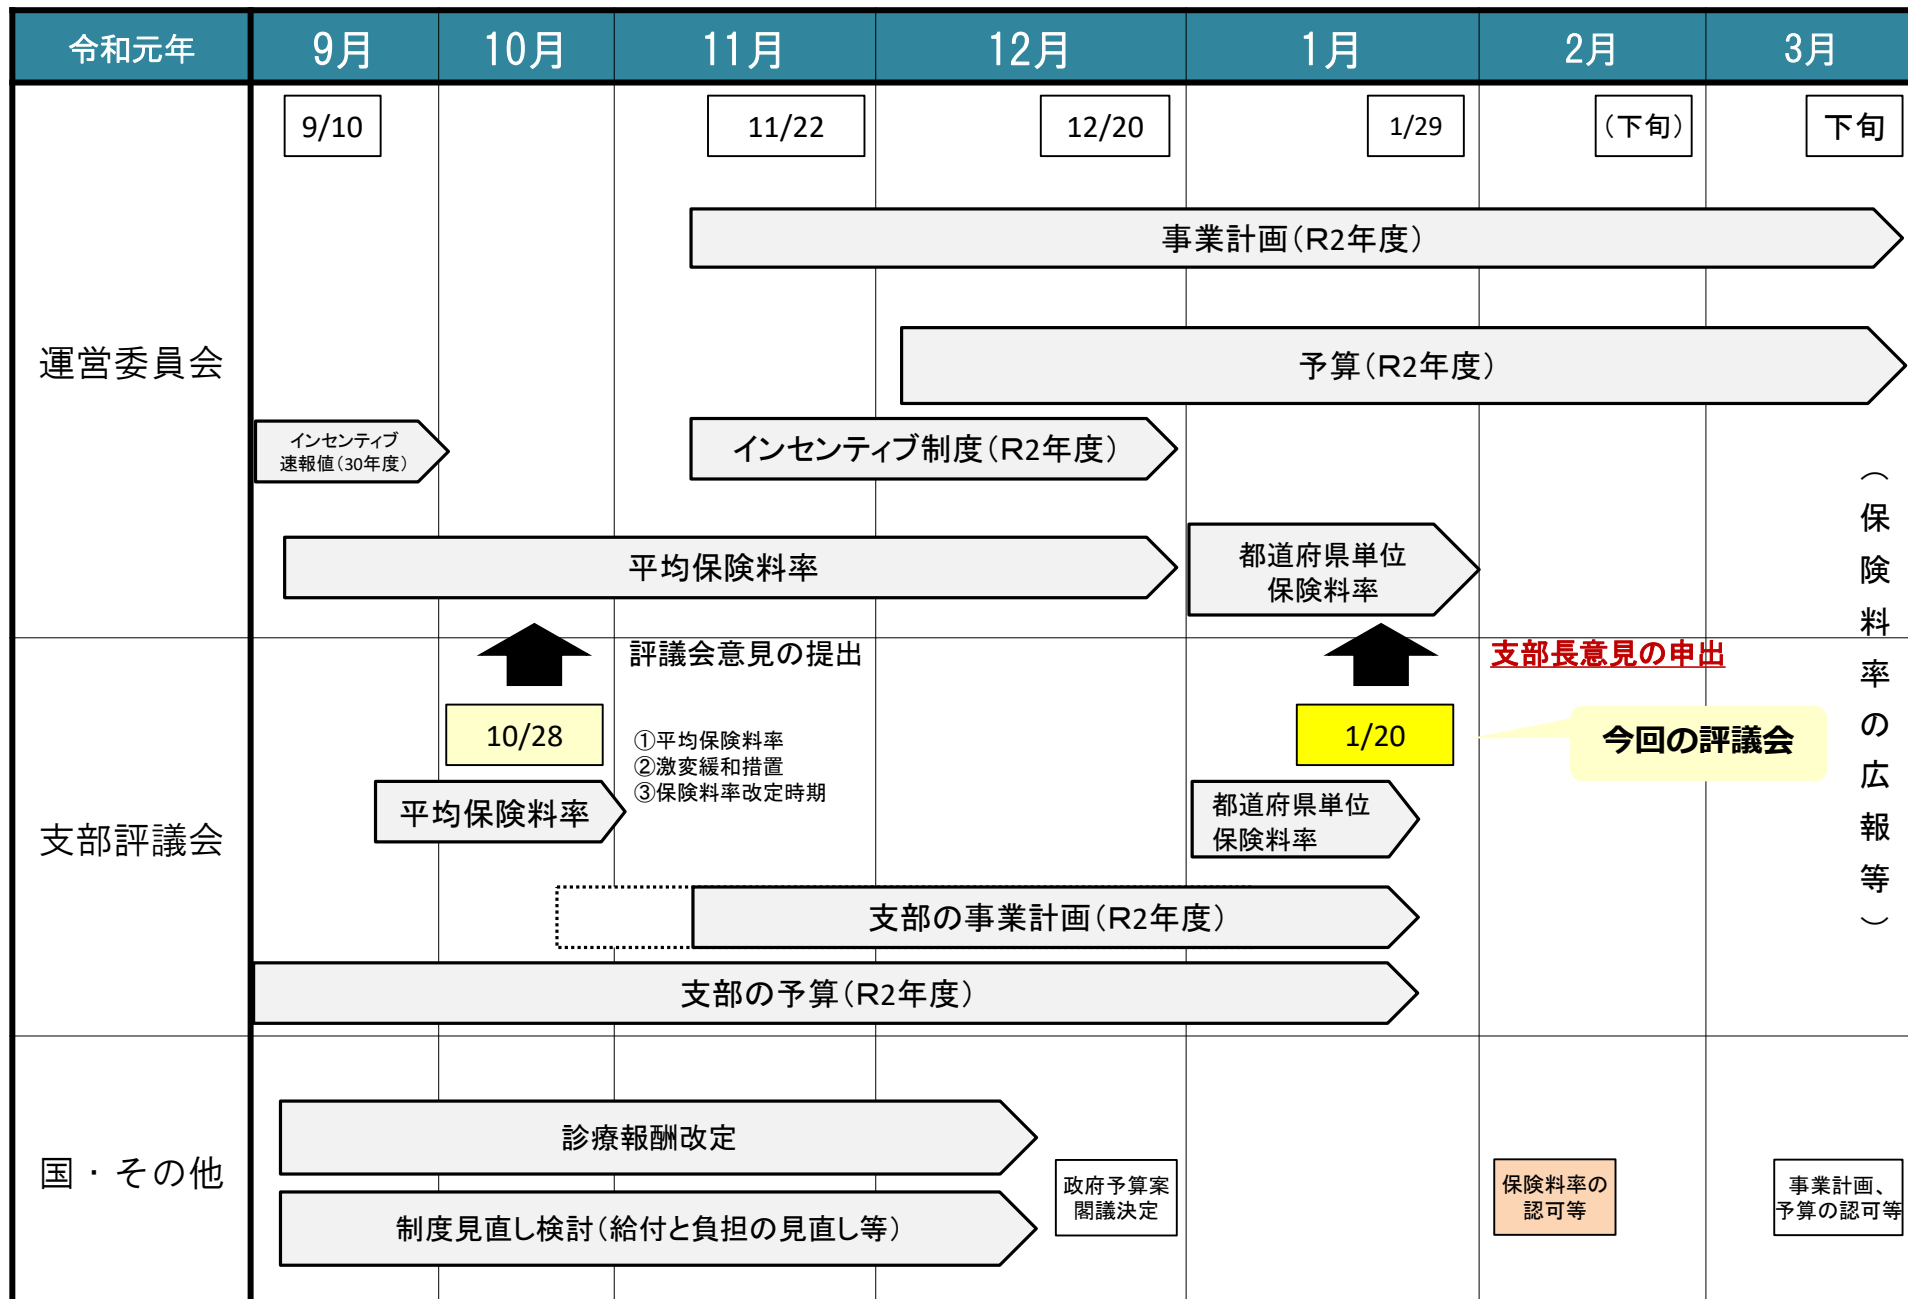 令和元年
9月
10月
11月
12月
1月
2月
3月
運営委員会
9/10
11/22
12/20
1/29
（下旬）
下旬
事業計画（R2年度）
予算（R2年度）
インセンティブ
速報値（30年度）
インセンティブ制度（R2年度）
平均保険料率
都道府県単位
保険料率
（保険料率の広報等）
評議会意見の提出
支部長意見の申出
支部評議会
10/28
①平均保険料率
②激変緩和措置
③保険料率改定時期
1/20
今回の評議会
平均保険料率
都道府県単位
保険料率
支部の事業計画（R2年度）
支部の予算（R2年度）
国・その他
診療報酬改定
制度見直し検討（給付と負担の見直し等）
政府予算案
閣議決定
保険料率の
認可等
事業計画、
予算の認可等